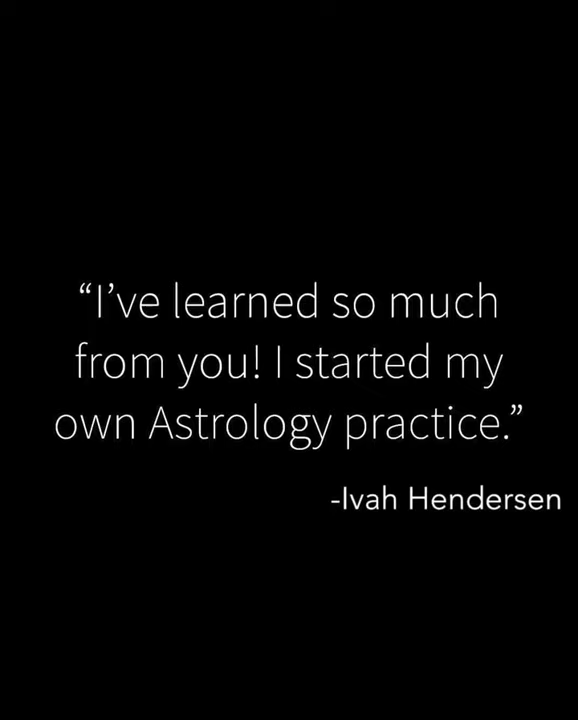 “I’ve learned so much
from you! I started my
own Astrology practice.”
-Ivah Hendersen